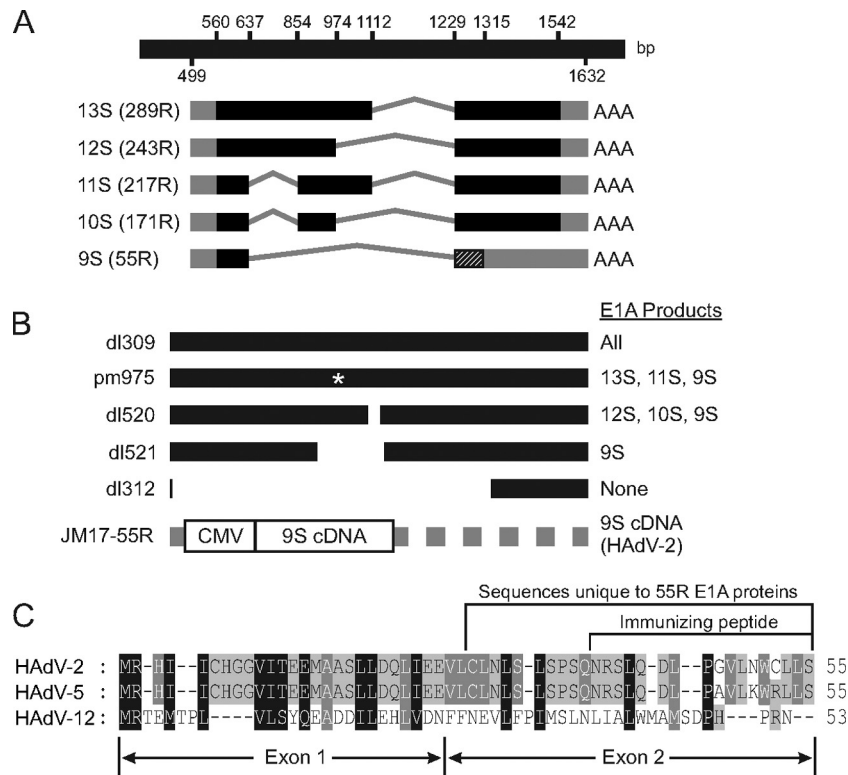 A
560 637 854 974 1112 1229 1315 1542
bp
499 1632
13S (289R) AAA
12S (243R) AAA
11S (217R) AAA
10S (171R) AAA
9S (55R) AAA
B
E1A Products
dl309 All
pm975 * 13S, 11S, 9S
dl520 12S, 10S, 9S
dl521 9S
dl312 None
JM17-55R CMV 9S cDNA 9S cDNA
(HAdV-2)
Sequences unique to 55R E1A proteins
C
Immunizing peptide
HAdV-2 : MR-HI--ICHGGVITEEMAASLLDQLIEEVLCLNLS-LSPSQNRSLQ-DL--PGVLNWCLLS 55
HAdV-5 : MR-HI--ICHGGVITEEMAASLLDQLIEEVLCLNLS-LSPSQNRSLQ-DL--PAVLKWRLLS 55
HAdV-12 : MRTEMTPL----VLSYQEADDILEHLVDNFFNEVLFPIMSLNLIALWMAMSDPH---PRN-- 53
Exon 1 Exon 2